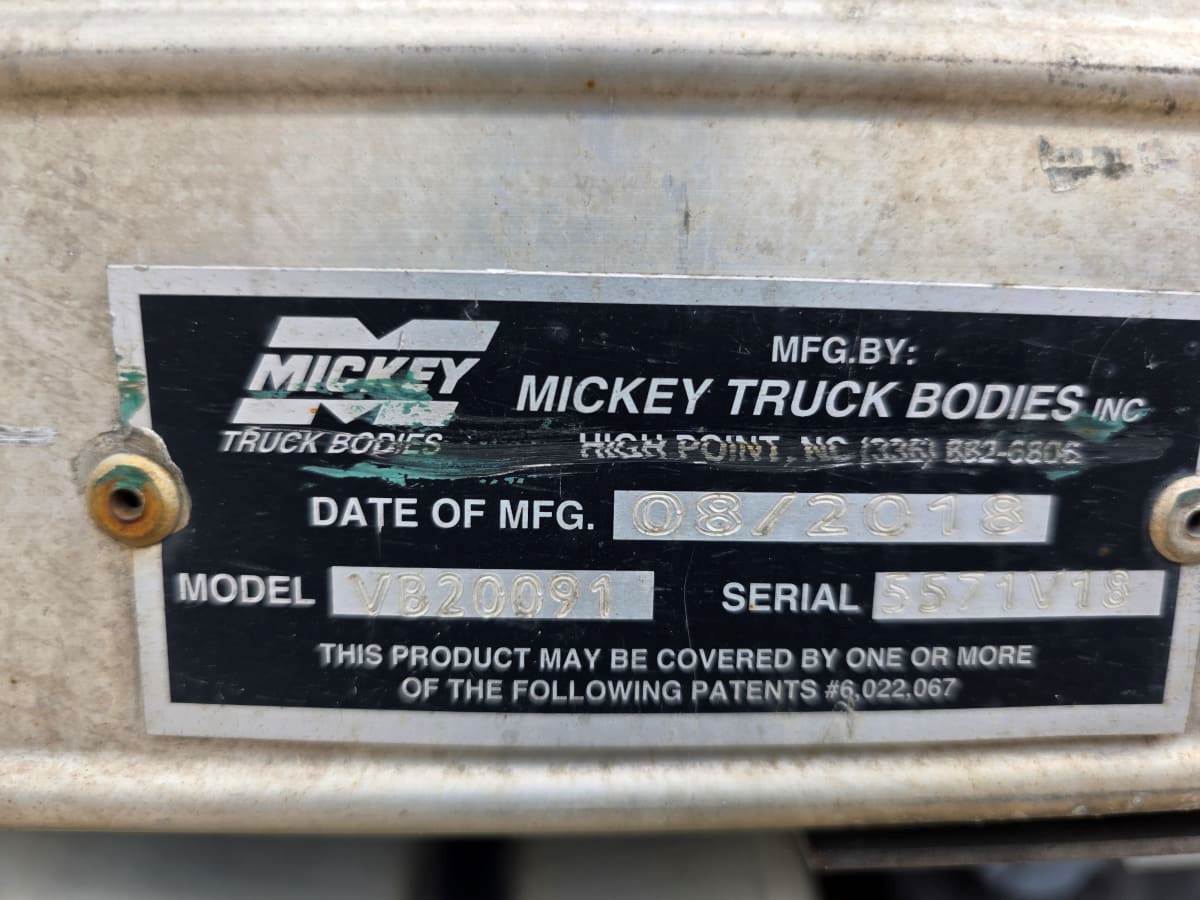 MICKEY
TRUCK BODIES
MFG.BY:
MICKEY TRUCK BODIES INC
HIGH POINT, NC (336) 882-6806
DATE OF MFG. 08/2018
MODEL VB20091 SERIAL 5571V18
THIS PRODUCT MAY BE COVERED BY ONE OR MORE
OF THE FOLLOWING PATENTS #6,022,067